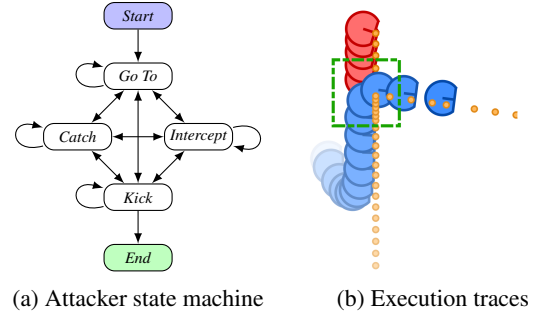 Start
Go To
Catch
Intercept
Kick
End
(a) Attacker state machine
(b) Execution traces